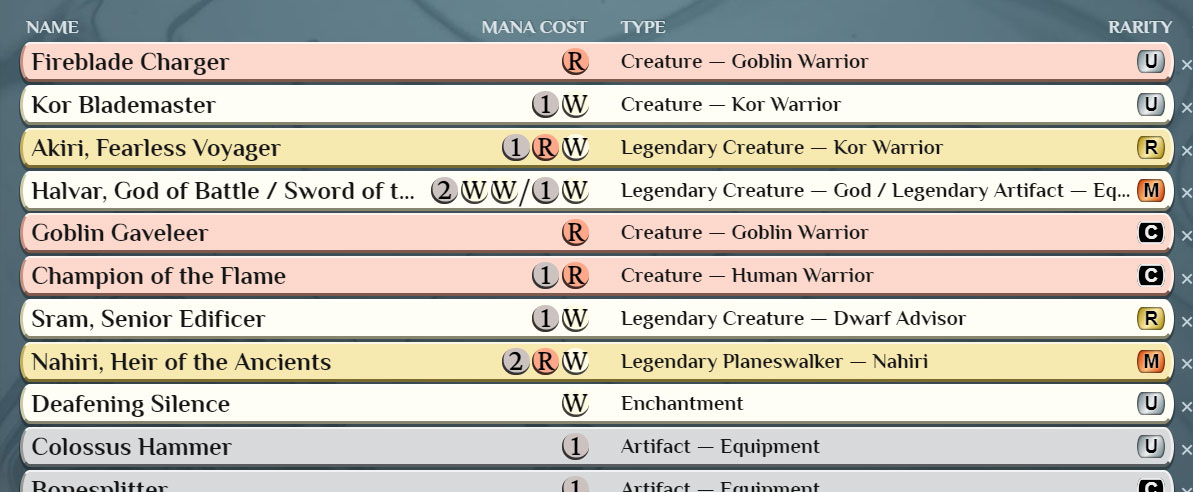 NAME MANA COST TYPE RARITY
Fireblade Charger R Creature — Goblin Warrior U ×
Kor Blademaster 1 W Creature — Kor Warrior U ×
Akiri, Fearless Voyager 1 R W Legendary Creature — Kor Warrior R ×
Halvar, God of Battle / Sword of t... 2 W W / 1 W Legendary Creature — God / Legendary Artifact — Eq... M ×
Goblin Gaveleer R Creature — Goblin Warrior C ×
Champion of the Flame 1 R Creature — Human Warrior C ×
Sram, Senior Edificer 1 W Legendary Creature — Dwarf Advisor R ×
Nahiri, Heir of the Ancients 2 R W Legendary Planeswalker — Nahiri M ×
Deafening Silence W Enchantment U ×
Colossus Hammer 1 Artifact — Equipment U ×
Bonesplitter 1 Artifact — Equipment C